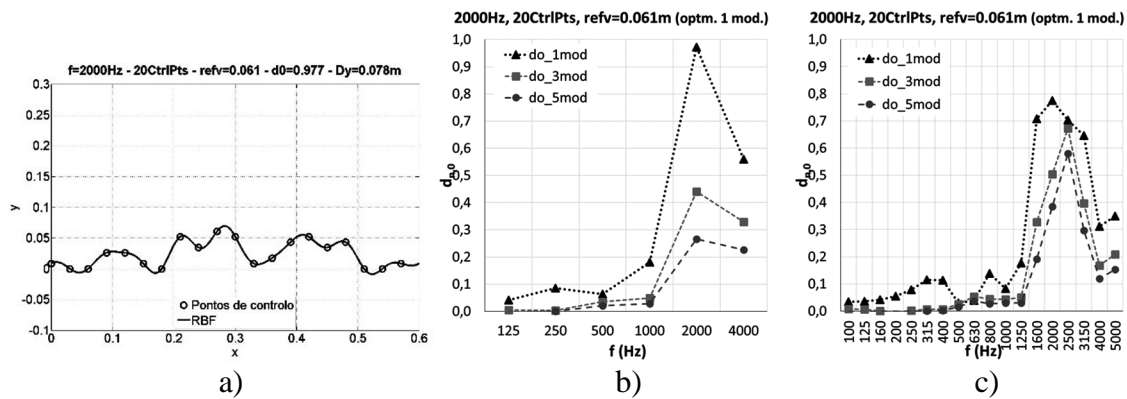 f=2000Hz - 20CtrlPts - refv=0.061 - d0=0.977 - Dy=0.078m
0.3
0.25
0.2
0.15
0.1
0.05
0
-0.05
-0.1
y
Pontos de controlo
RBF
0 0.1 0.2 0.3 0.4 0.5 0.6
x
a)
2000Hz, 20CtrlPts, refv=0.061m (optm. 1 mod.)
1,0
0,9
0,8
0,7
0,6
0,5
0,4
0,3
0,2
0,1
0,0
do_1mod
do_3mod
do_5mod
125 250 500 1000 2000 4000
f (Hz)
b)
2000Hz, 20CtrlPts, refv=0.061m (optm. 1 mod.)
1,0
0,9
0,8
0,7
0,6
0,5
0,4
0,3
0,2
0,1
0,0
do_1mod
do_3mod
do_5mod
100 125 160 200 250 315 400 500 630 800 1000 1250 1600 2000 2500 3150 4000 5000
f (Hz)
c)